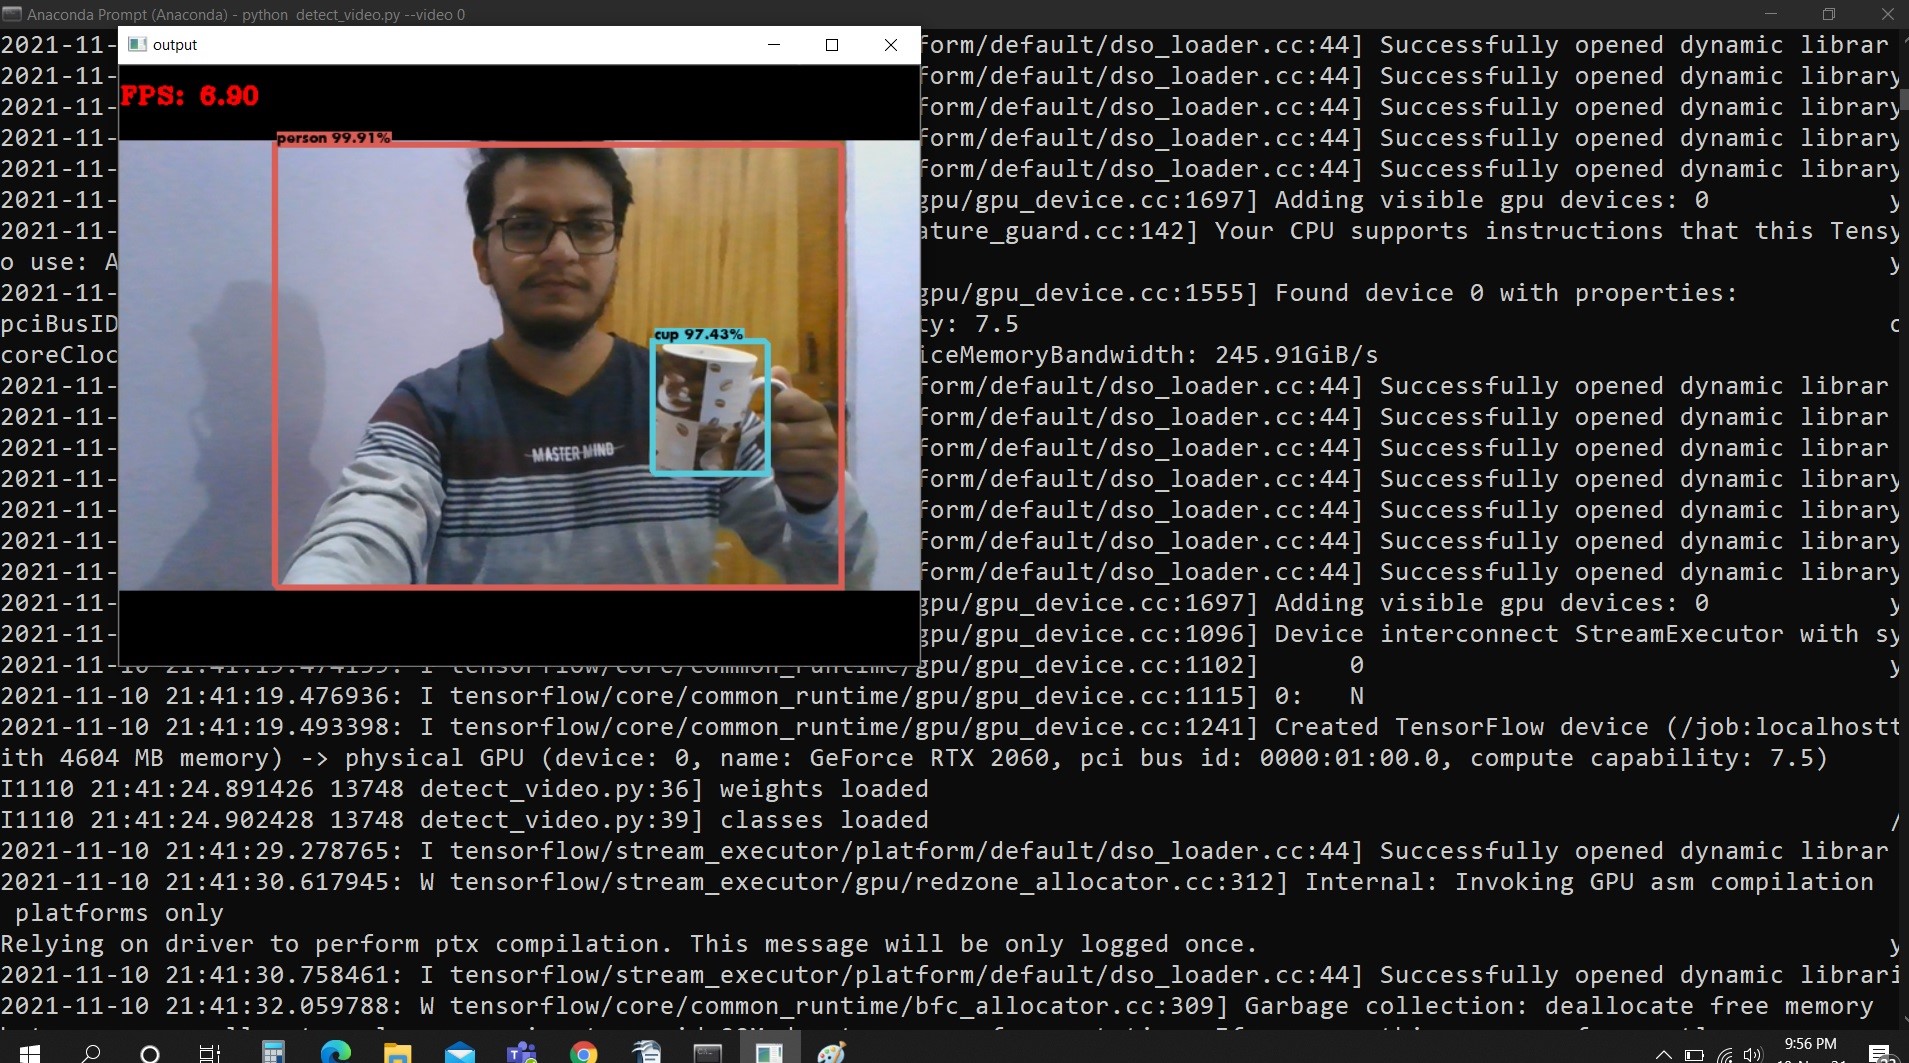 Anaconda Prompt (Anaconda) - python detect_video.py --video 0
output
FPS: 6.90
person 99.91%
cup 97.43%
MASTER MIND
2021-11- form/default/dso_loader.cc:44] Successfully opened dynamic librar
2021-11- form/default/dso_loader.cc:44] Successfully opened dynamic library
2021-11- form/default/dso_loader.cc:44] Successfully opened dynamic library
2021-11- form/default/dso_loader.cc:44] Successfully opened dynamic library
2021-11- form/default/dso_loader.cc:44] Successfully opened dynamic library
2021-11- gpu/gpu_device.cc:1697] Adding visible gpu devices: 0 y
2021-11- ature_guard.cc:142] Your CPU supports instructions that this Tensy
o use: A y
2021-11- gpu/gpu_device.cc:1555] Found device 0 with properties:
pciBusID ty: 7.5 c
coreCloc iceMemoryBandwidth: 245.91GiB/s
2021-11- form/default/dso_loader.cc:44] Successfully opened dynamic librar
2021-11- form/default/dso_loader.cc:44] Successfully opened dynamic library
2021-11- form/default/dso_loader.cc:44] Successfully opened dynamic library
2021-11- form/default/dso_loader.cc:44] Successfully opened dynamic library
2021-11- form/default/dso_loader.cc:44] Successfully opened dynamic library
2021-11- form/default/dso_loader.cc:44] Successfully opened dynamic library
2021-11- form/default/dso_loader.cc:44] Successfully opened dynamic library
2021-11- gpu/gpu_device.cc:1697] Adding visible gpu devices: 0 y
2021-11- gpu/gpu_device.cc:1096] Device interconnect StreamExecutor with sy
2021-11-10 21:41:19.474159: I tensorflow/core/common_runtime/gpu/gpu_device.cc:1102] 0 y
2021-11-10 21:41:19.476936: I tensorflow/core/common_runtime/gpu/gpu_device.cc:1115] 0: N
2021-11-10 21:41:19.493398: I tensorflow/core/common_runtime/gpu/gpu_device.cc:1241] Created TensorFlow device (/job:localhostt
ith 4604 MB memory) -> physical GPU (device: 0, name: GeForce RTX 2060, pci bus id: 0000:01:00.0, compute capability: 7.5)
I1110 21:41:24.891426 13748 detect_video.py:36] weights loaded
I1110 21:41:24.902428 13748 detect_video.py:39] classes loaded /
2021-11-10 21:41:29.278765: I tensorflow/stream_executor/platform/default/dso_loader.cc:44] Successfully opened dynamic librar
2021-11-10 21:41:30.617945: W tensorflow/stream_executor/gpu/redzone_allocator.cc:312] Internal: Invoking GPU asm compilation
platforms only
Relying on driver to perform ptx compilation. This message will be only logged once. y
2021-11-10 21:41:30.758461: I tensorflow/stream_executor/platform/default/dso_loader.cc:44] Successfully opened dynamic librari
2021-11-10 21:41:32.059788: W tensorflow/core/common_runtime/bfc_allocator.cc:309] Garbage collection: deallocate free memory
9:56 PM